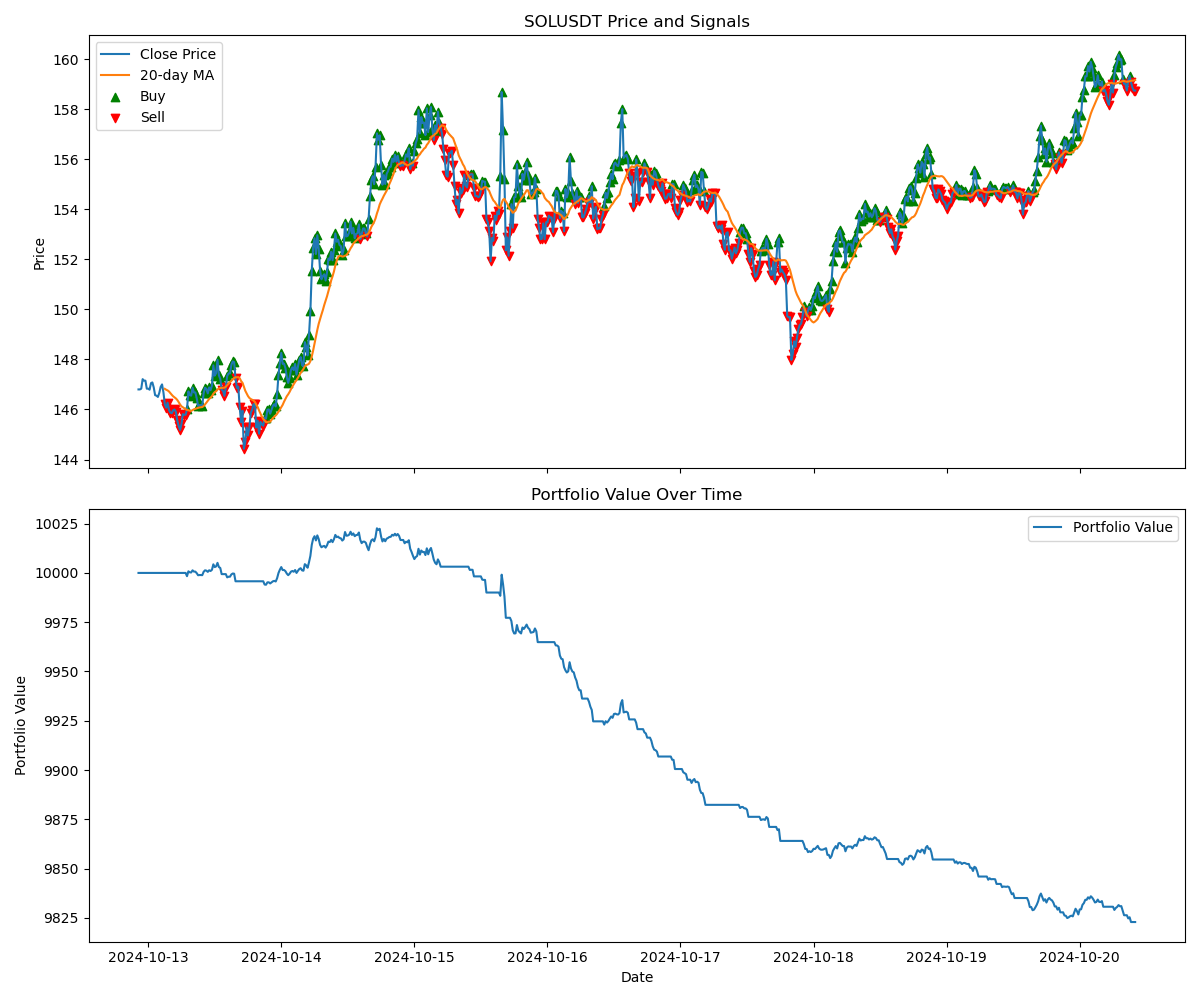 SOLUSDT Price and Signals
Close Price
20-day MA
Buy
Sell
Price
160
158
156
154
152
150
148
146
144
Portfolio Value Over Time
Portfolio Value
Portfolio Value
10025
10000
9975
9950
9925
9900
9875
9850
9825
2024-10-13
2024-10-14
2024-10-15
2024-10-16
2024-10-17
2024-10-18
2024-10-19
2024-10-20
Date